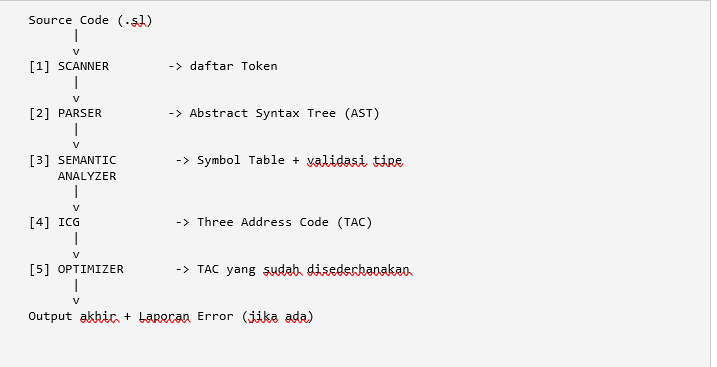 Source Code (.sl)
|
v
[1] SCANNER -> daftar Token
|
v
[2] PARSER -> Abstract Syntax Tree (AST)
|
v
[3] SEMANTIC -> Symbol Table + validasi tipe
ANALYZER
|
v
[4] ICG -> Three Address Code (TAC)
|
v
[5] OPTIMIZER -> TAC yang sudah disederhanakan
|
v
Output akhir + Laporan Error (jika ada)